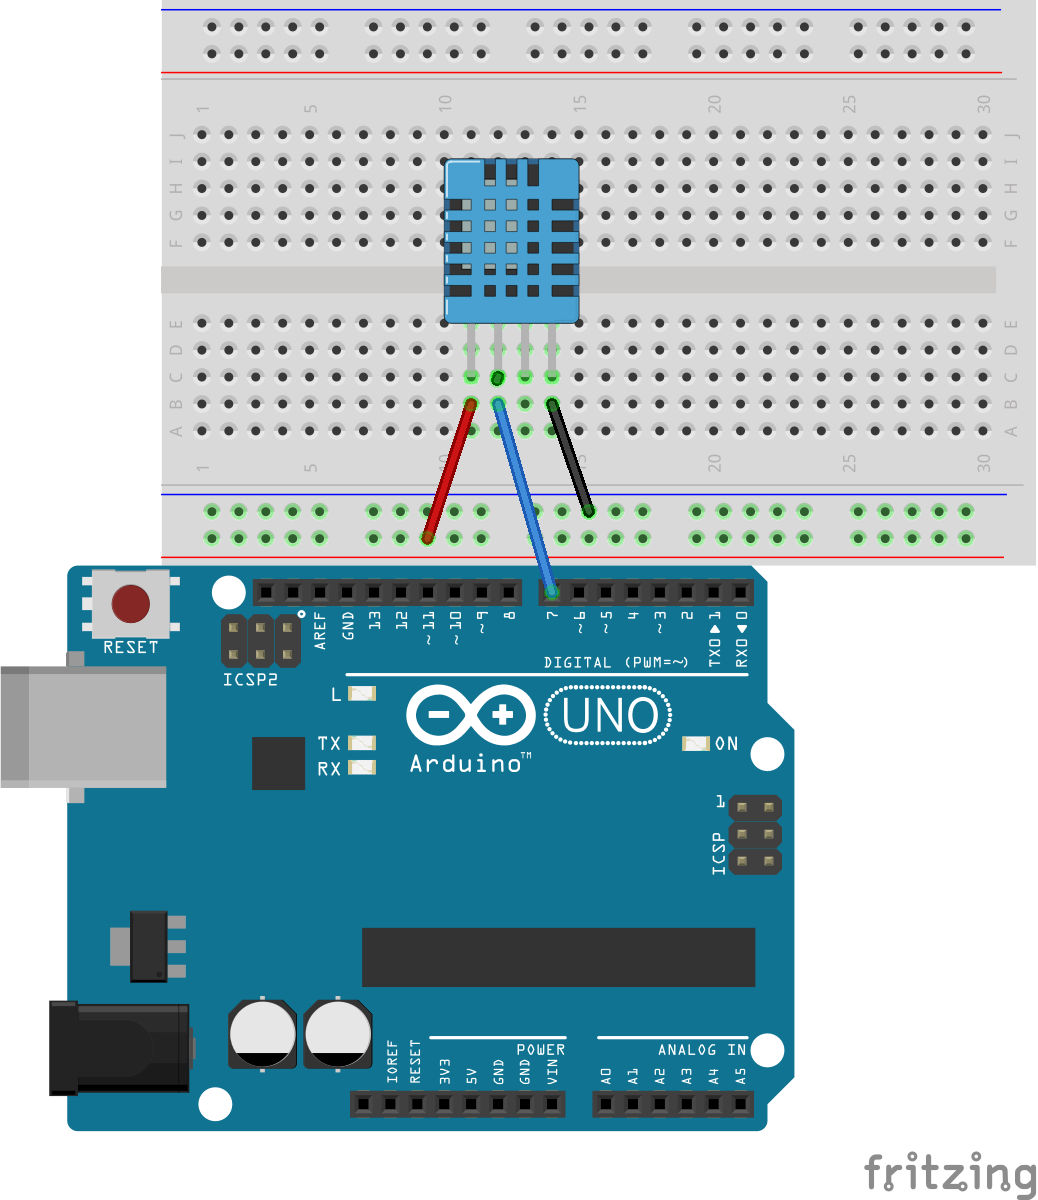 1 5 10 15 20 25 30
J J
I I
H H
G G
F F
E E
D D
C C
B B
A A
1 5 10 15 20 25 30
RESET
ICSP2
AREF GND 13 12 ~11 ~10 ~9 8 7 ~6 ~5 4 ~3 2 TX0▶1 RX0◀0
DIGITAL (PWM=~)
L
TX
RX
UNO
Arduino™
ON
1
ICSP
POWER
ANALOG IN
IOREF RESET 3V3 5V GND GND VIN A0 A1 A2 A3 A4 A5
fritzing